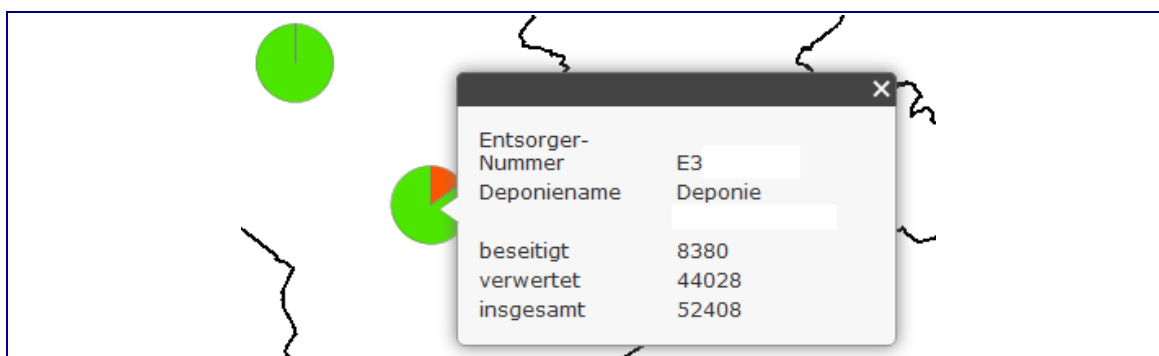 Entsorger-
Nummer E3
Deponiename Deponie
beseitigt 8380
verwertet 44028
insgesamt 52408